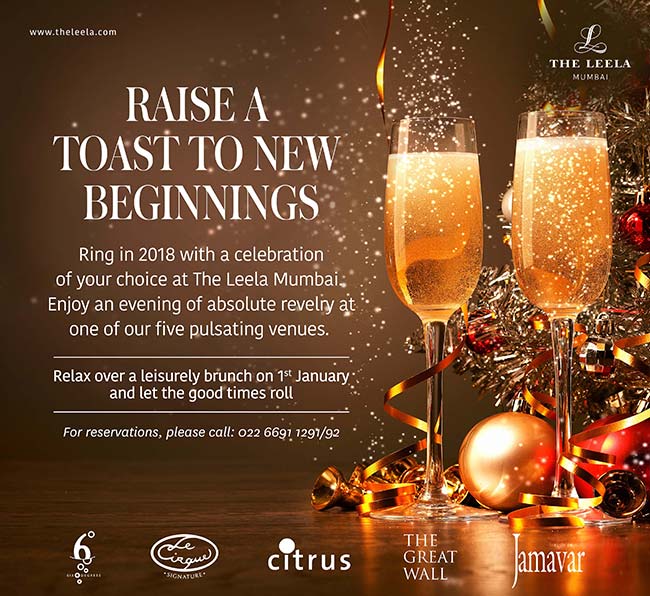 www.theleela.com
THE LEELA
MUMBAI
RAISE A
TOAST TO NEW
BEGINNINGS
Ring in 2018 with a celebration
of your choice at The Leela Mumbai.
Enjoy an evening of absolute revelry at
one of our five pulsating venues.
Relax over a leisurely brunch on 1st January
and let the good times roll
For reservations, please call: 022 6691 1291/92
6
SIX DEGREES
Le
Cirque
SIGNATURE
citrus
THE
GREAT
WALL
Jamavar